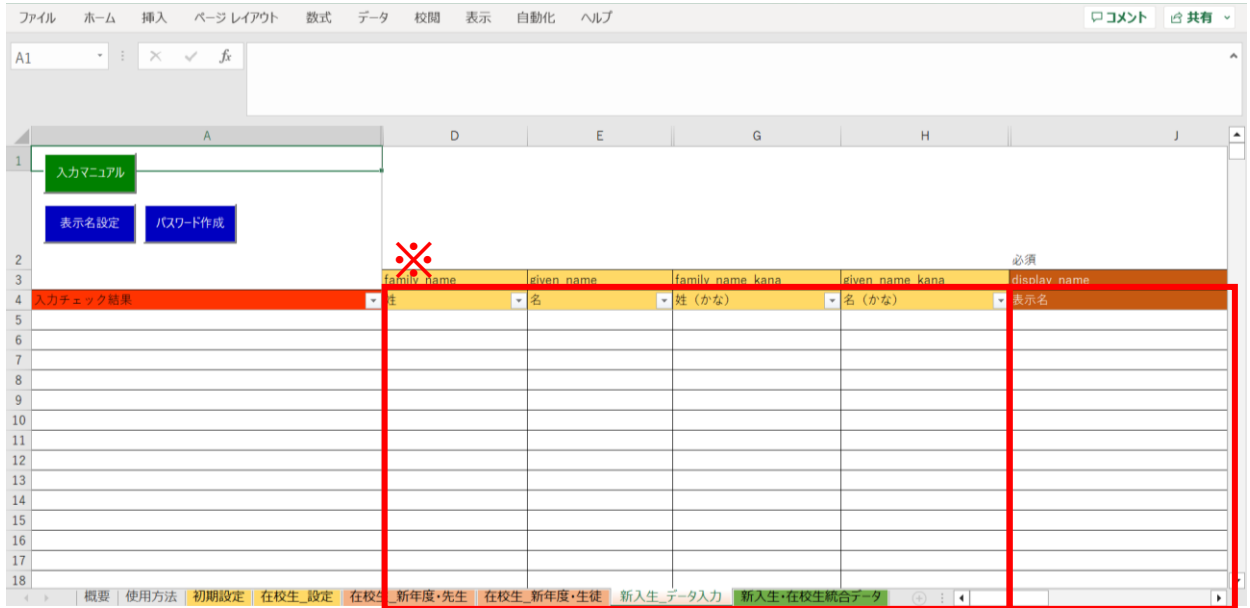 ファイル ホーム 挿入 ページ レイアウト 数式 データ 校閲 表示 自動化 ヘルプ コメント 共有
A1 fx
A D E G H J
1
入力マニュアル
表示名設定 パスワード作成
※
2 必須
3 family_name given_name family_name_kana given_name_kana display_name
4 入力チェック結果 姓 名 姓（かな） 名（かな） 表示名
5
6
7
8
9
10
11
12
13
14
15
16
17
18
概要 使用方法 初期設定 在校生_設定 在校生_新年度・先生 在校生_新年度・生徒 新入生_データ入力 新入生・在校生統合データ